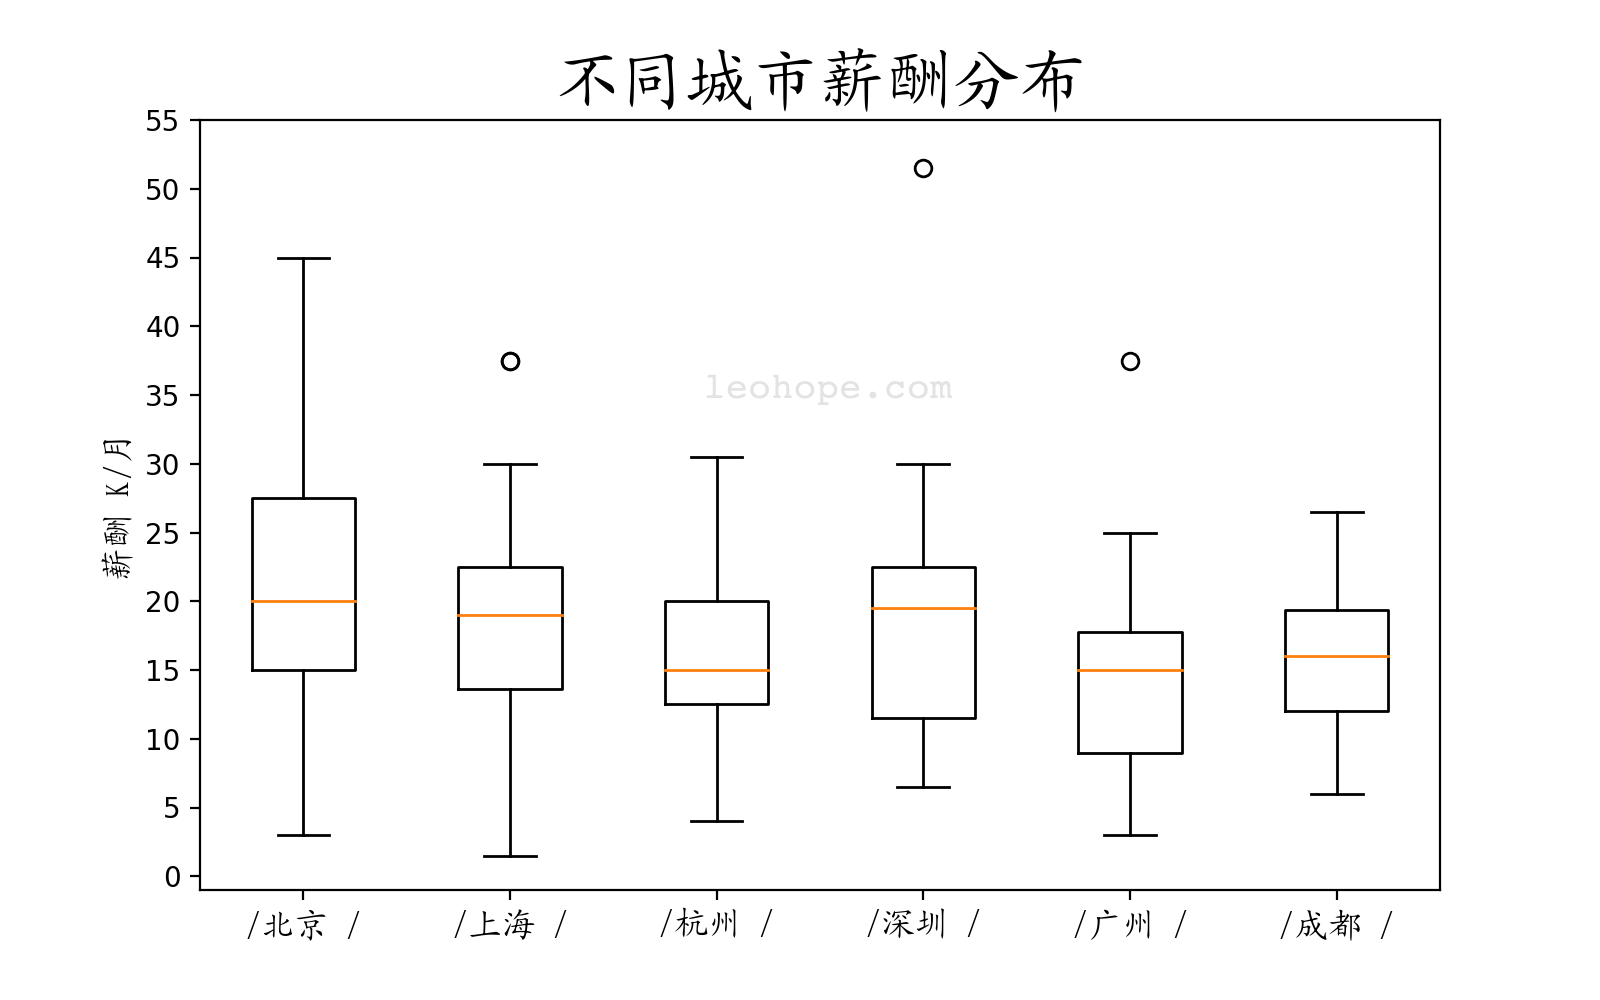 不同城市薪酬分布
55
50
45
40
35
30
25
20
15
10
5
0
薪酬 K/月
leohope.com
/北京 /
/上海 /
/杭州 /
/深圳 /
/广州 /
/成都 /